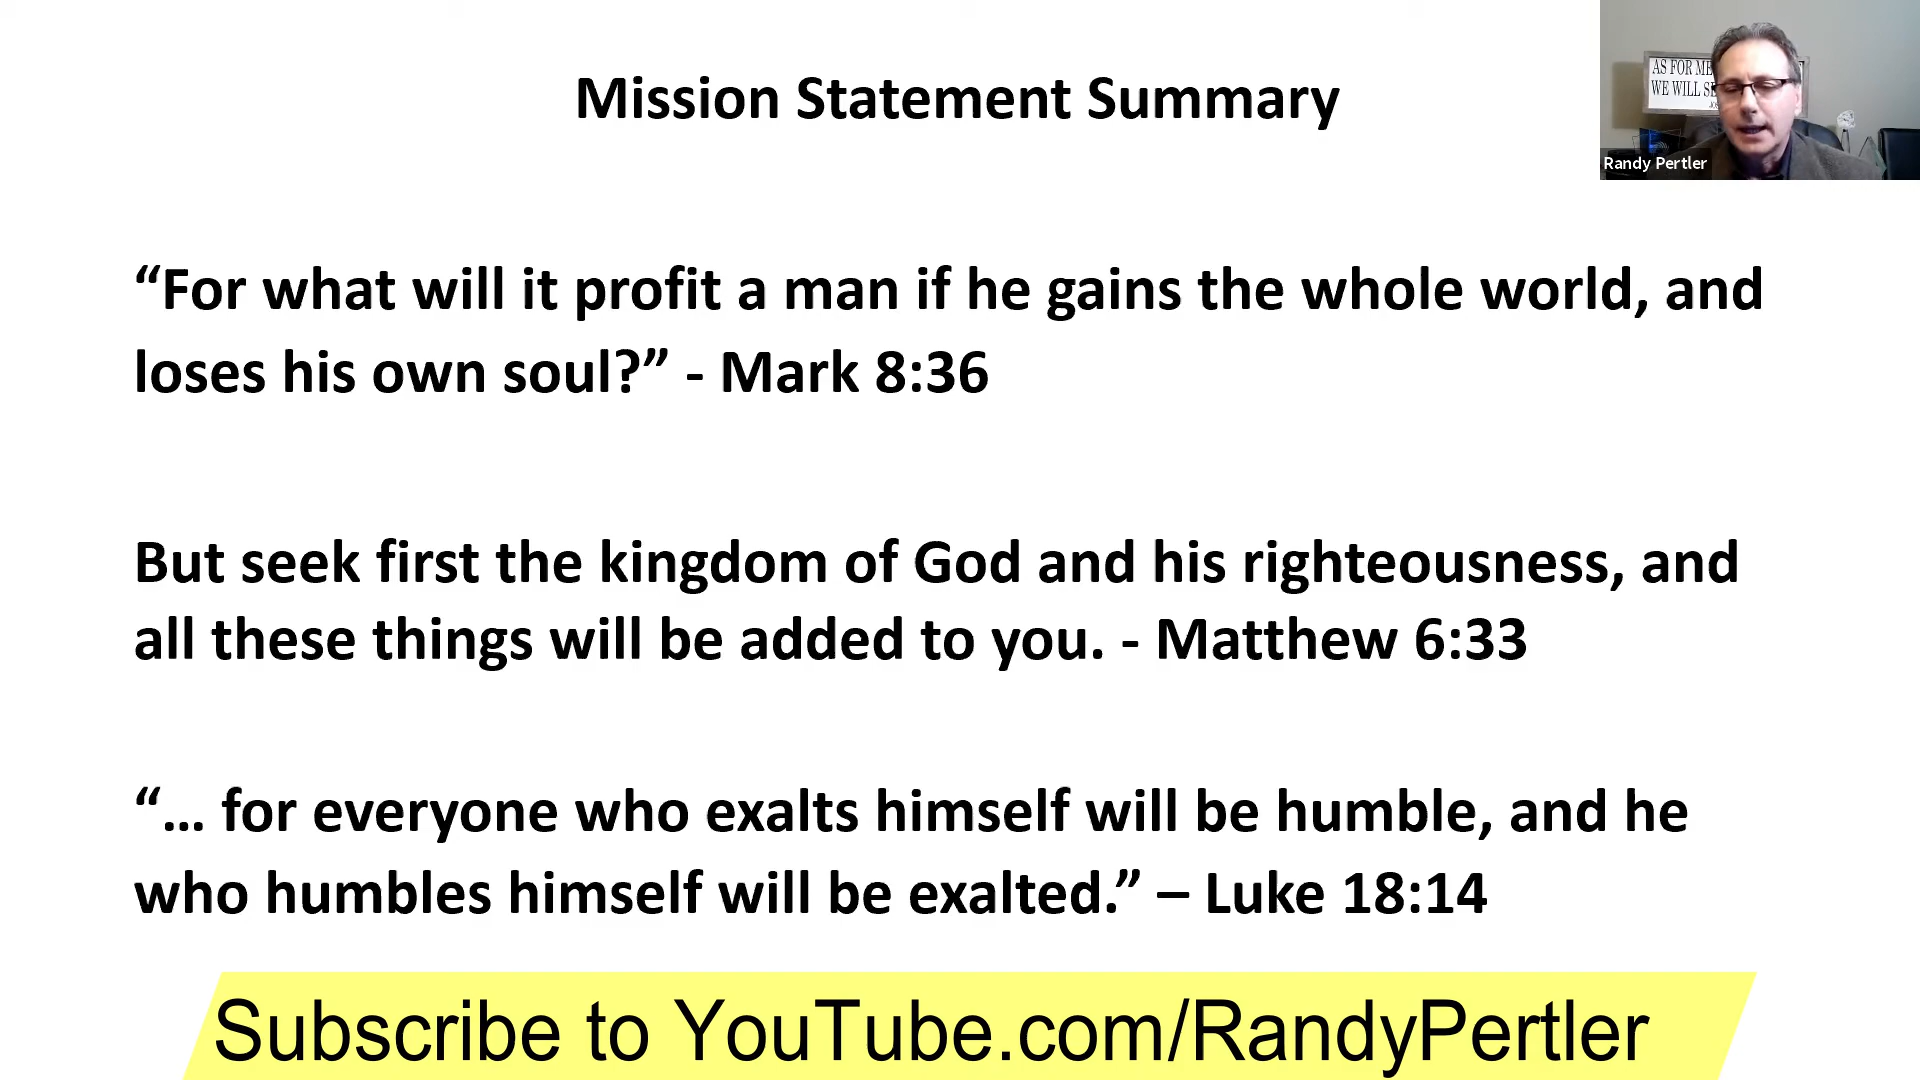 Mission Statement Summary
AS FOR ME
WE WILL SE
Randy Pertler
“For what will it profit a man if he gains the whole world, and
loses his own soul?” - Mark 8:36
But seek first the kingdom of God and his righteousness, and
all these things will be added to you. - Matthew 6:33
“... for everyone who exalts himself will be humble, and he
who humbles himself will be exalted.” – Luke 18:14
Subscribe to YouTube.com/RandyPertler